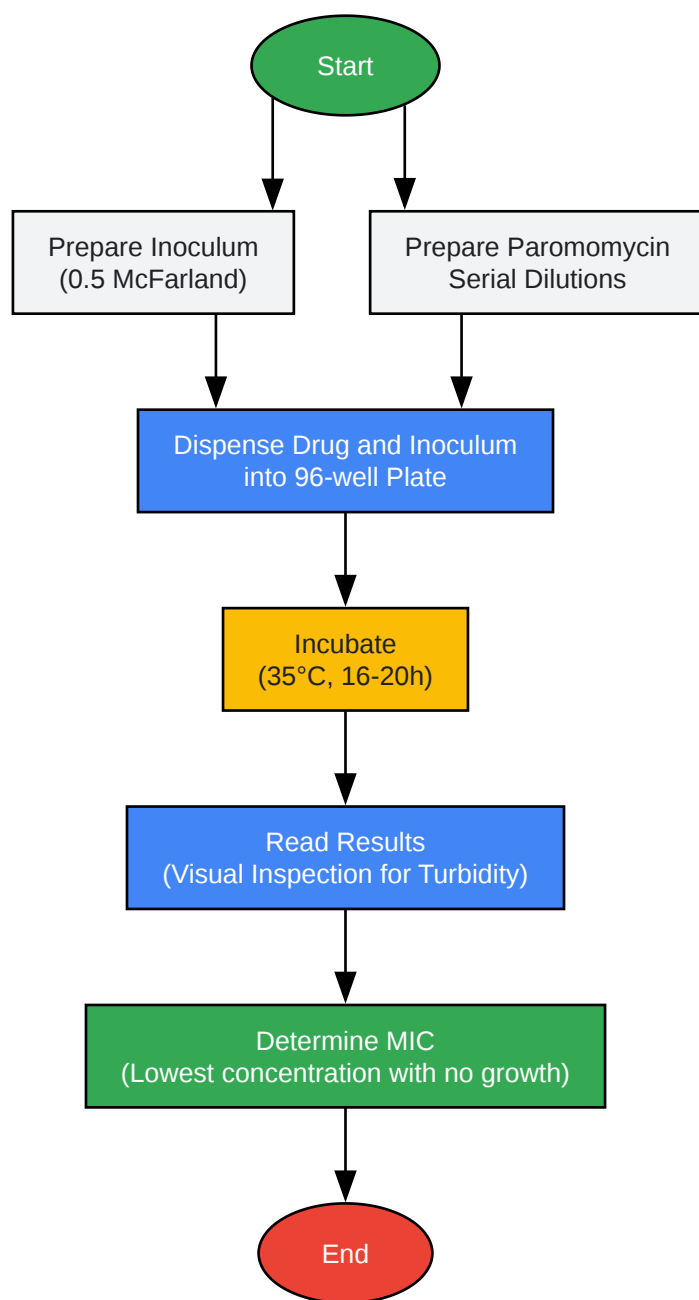 Start
Prepare Inoculum
(0.5 McFarland)
Prepare Paromomycin
Serial Dilutions
Dispense Drug and Inoculum
into 96-well Plate
Incubate
(35°C, 16-20h)
Read Results
(Visual Inspection for Turbidity)
Determine MIC
(Lowest concentration with no growth)
End